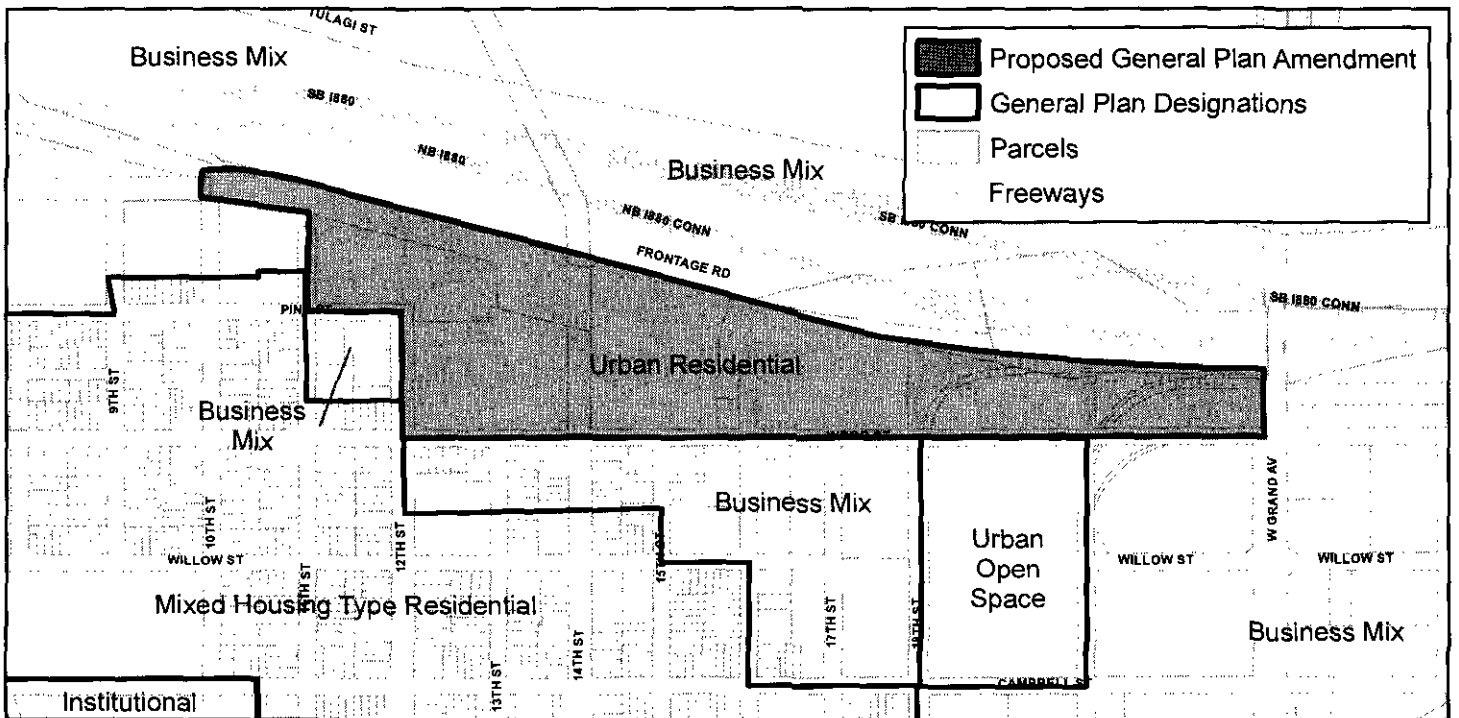 TULAGI ST
Business Mix
SB I880
NB I880
Business Mix
NB I880 CONN
SB I880 CONN
FRONTAGE RD
SB I880 CONN
Proposed General Plan Amendment
General Plan Designations
Parcels
Freeways
Urban Residential
9TH ST
Business
Mix
10TH ST
12TH ST
WILLOW ST
Mixed Housing Type Residential
Institutional
13TH ST
14TH ST
15TH ST
Business Mix
17TH ST
Urban
Open
Space
CAMPBELL ST
W GRAND AV
WILLOW ST
WILLOW ST
Business Mix